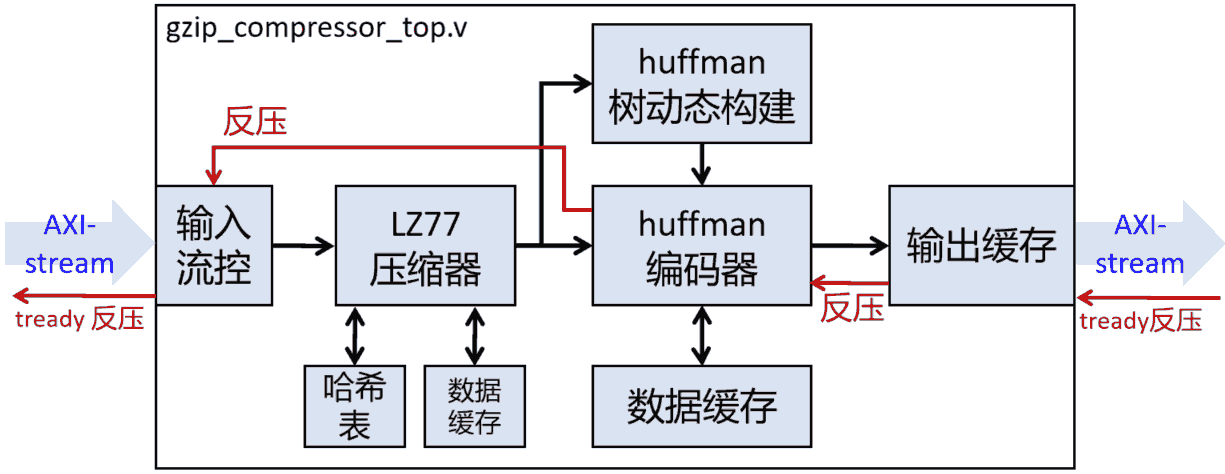 gzip_compressor_top.v
huffman
树动态构建
反压
AXI-
stream
tready 反压
输入
流控
LZ77
压缩器
huffman
编码器
输出缓存
反压
AXI-
stream
tready反压
哈希
表
数据
缓存
数据缓存